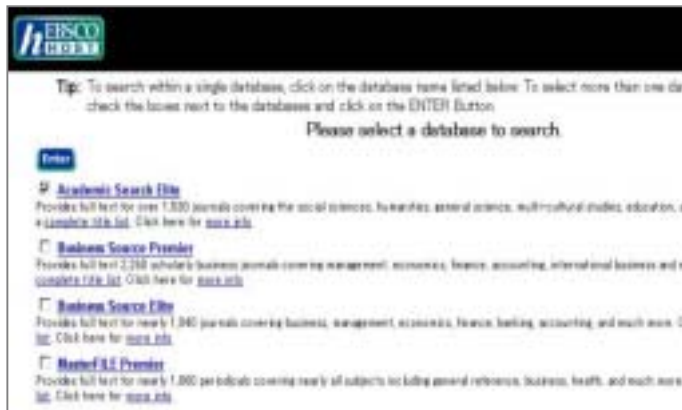 EBSCO
HOST
Tip: To search within a single database, click on the database name listed below. To select more than one da
check the boxes next to the databases and click on the ENTER Button.
Please select a database to search.
Enter
Academic Search Elite
Provides full text for over journals covering the social sciences, humanities, general science, multi-cultural studies, education,
a complete title list. Click here for more info.
Business Source Premier
Provides full text 2,260 scholarly business journals covering management, economics, finance, accounting, international business and
complete title list. Click here for more info.
Business Source Elite
Provides full text for nearly journals covering business, management, economics, finance, banking, accounting, and much more.
list. Click here for more info.
MasterFILE Premier
Provides full text for nearly periodicals covering nearly all subjects including general reference, business, health, and much more
list. Click here for more info.